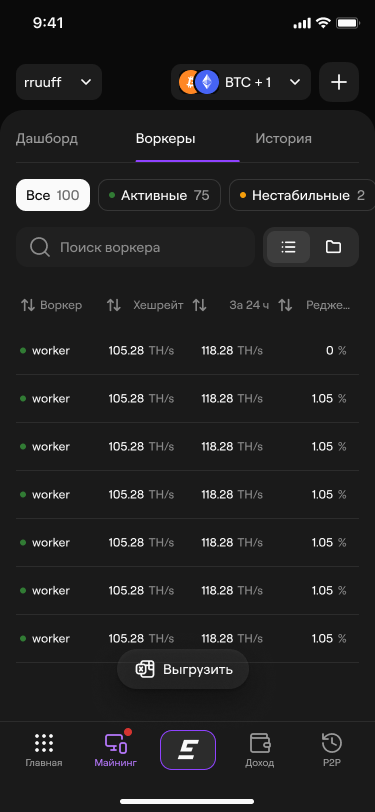 9:41
rruuff
BTC + 1
Дашборд Воркеры История
Все 100 Активные 75 Нестабильные 2
Поиск воркера
Воркер Хешрейт За 24 ч Редже...
worker 105.28 TH/s 118.28 TH/s 0 %
worker 105.28 TH/s 118.28 TH/s 1.05 %
worker 105.28 TH/s 118.28 TH/s 1.05 %
worker 105.28 TH/s 118.28 TH/s 1.05 %
worker 105.28 TH/s 118.28 TH/s 1.05 %
worker 105.28 TH/s 118.28 TH/s 1.05 %
worker 105.28 TH/s 118.28 TH/s 1.05 %
Выгрузить
Главная Майнинг Доход P2P